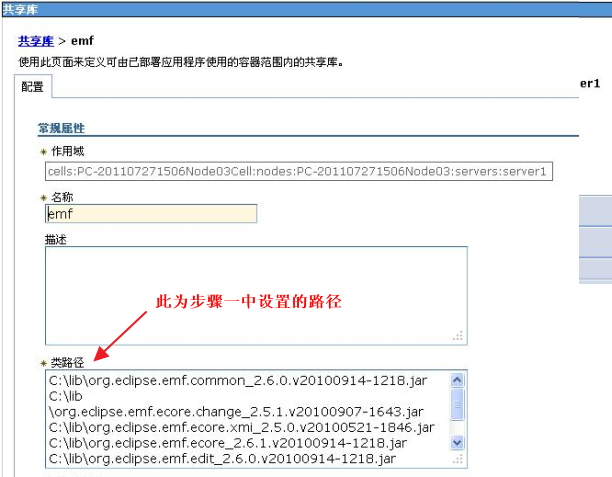 共享库
共享库 > emf
使用此页面来定义可由已部署应用程序使用的容器范围内的共享库。
er1
配置
常规属性
* 作用域
cells:PC-201107271506Node03Cell:nodes:PC-201107271506Node03:servers:server1
* 名称
emf
描述
此为步骤一中设置的路径
* 类路径
C:\lib\org.eclipse.emf.common_2.6.0.v20100914-1218.jar
C:\lib
\org.eclipse.emf.ecore.change_2.5.1.v20100907-1643.jar
C:\lib\org.eclipse.emf.ecore.xmi_2.5.0.v20100521-1846.jar
C:\lib\org.eclipse.emf.ecore_2.6.1.v20100914-1218.jar
C:\lib\org.eclipse.emf.edit_2.6.0.v20100914-1218.jar